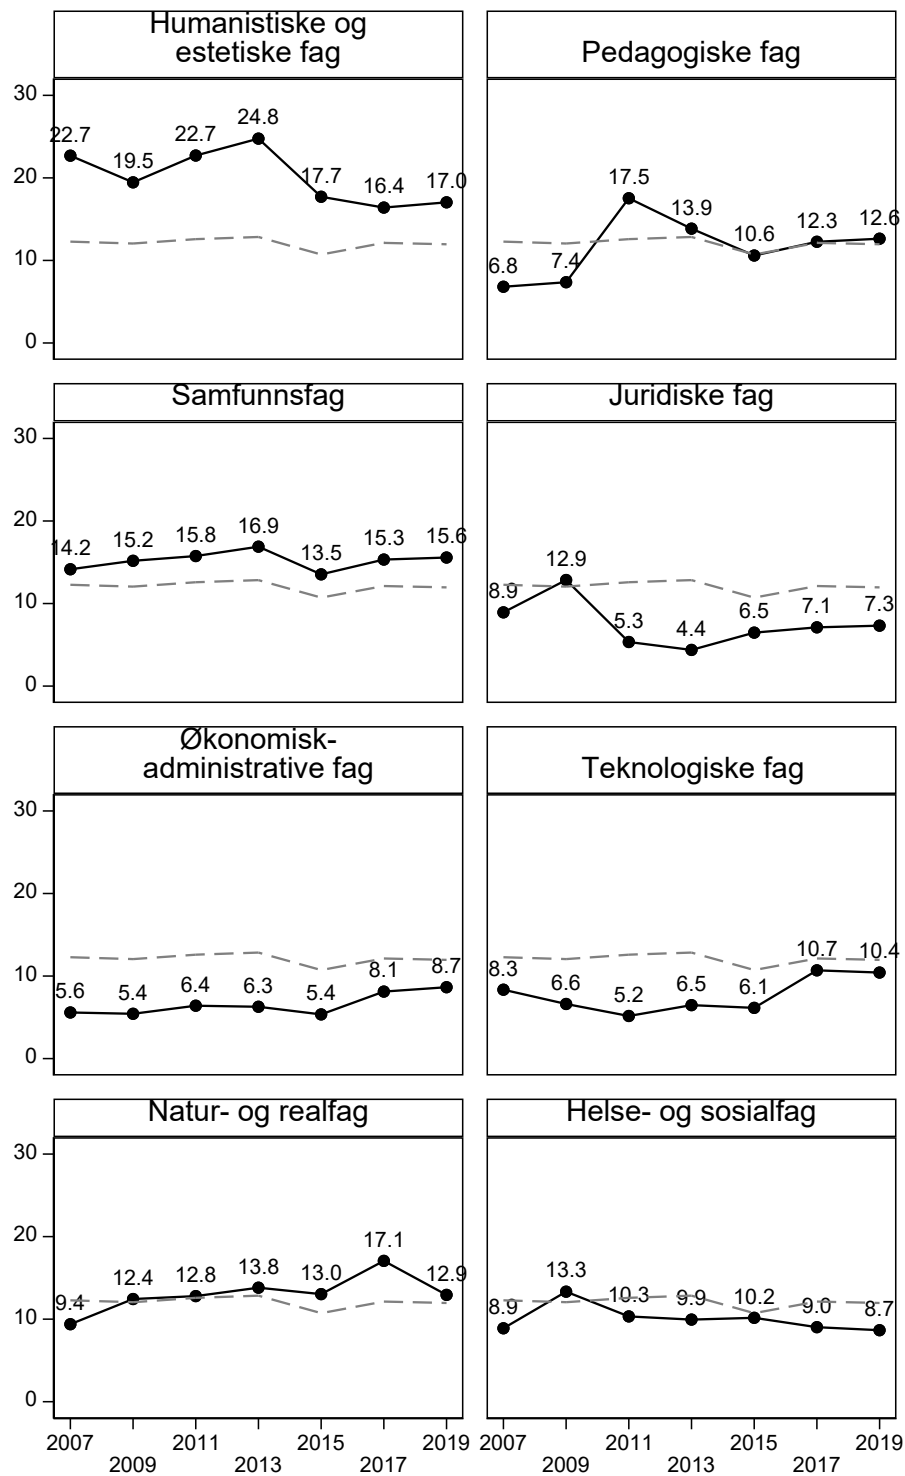 Humanistiske og
estetiske fag
Pedagogiske fag
30
20
10
0
22.7 19.5 22.7 24.8 17.7 16.4 17.0
6.8 7.4 17.5 13.9 10.6 12.3 12.6
Samfunnsfag
Juridiske fag
30
20
10
0
14.2 15.2 15.8 16.9 13.5 15.3 15.6
8.9 12.9 5.3 4.4 6.5 7.1 7.3
Økonomisk-
administrative fag
Teknologiske fag
30
20
10
0
5.6 5.4 6.4 6.3 5.4 8.1 8.7
8.3 6.6 5.2 6.5 6.1 10.7 10.4
Natur- og realfag
Helse- og sosialfag
30
20
10
0
9.4 12.4 12.8 13.8 13.0 17.1 12.9
8.9 13.3 10.3 9.9 10.2 9.0 8.7
2007 2011 2015 2019 2007 2011 2015 2019
2009 2013 2017 2009 2013 2017